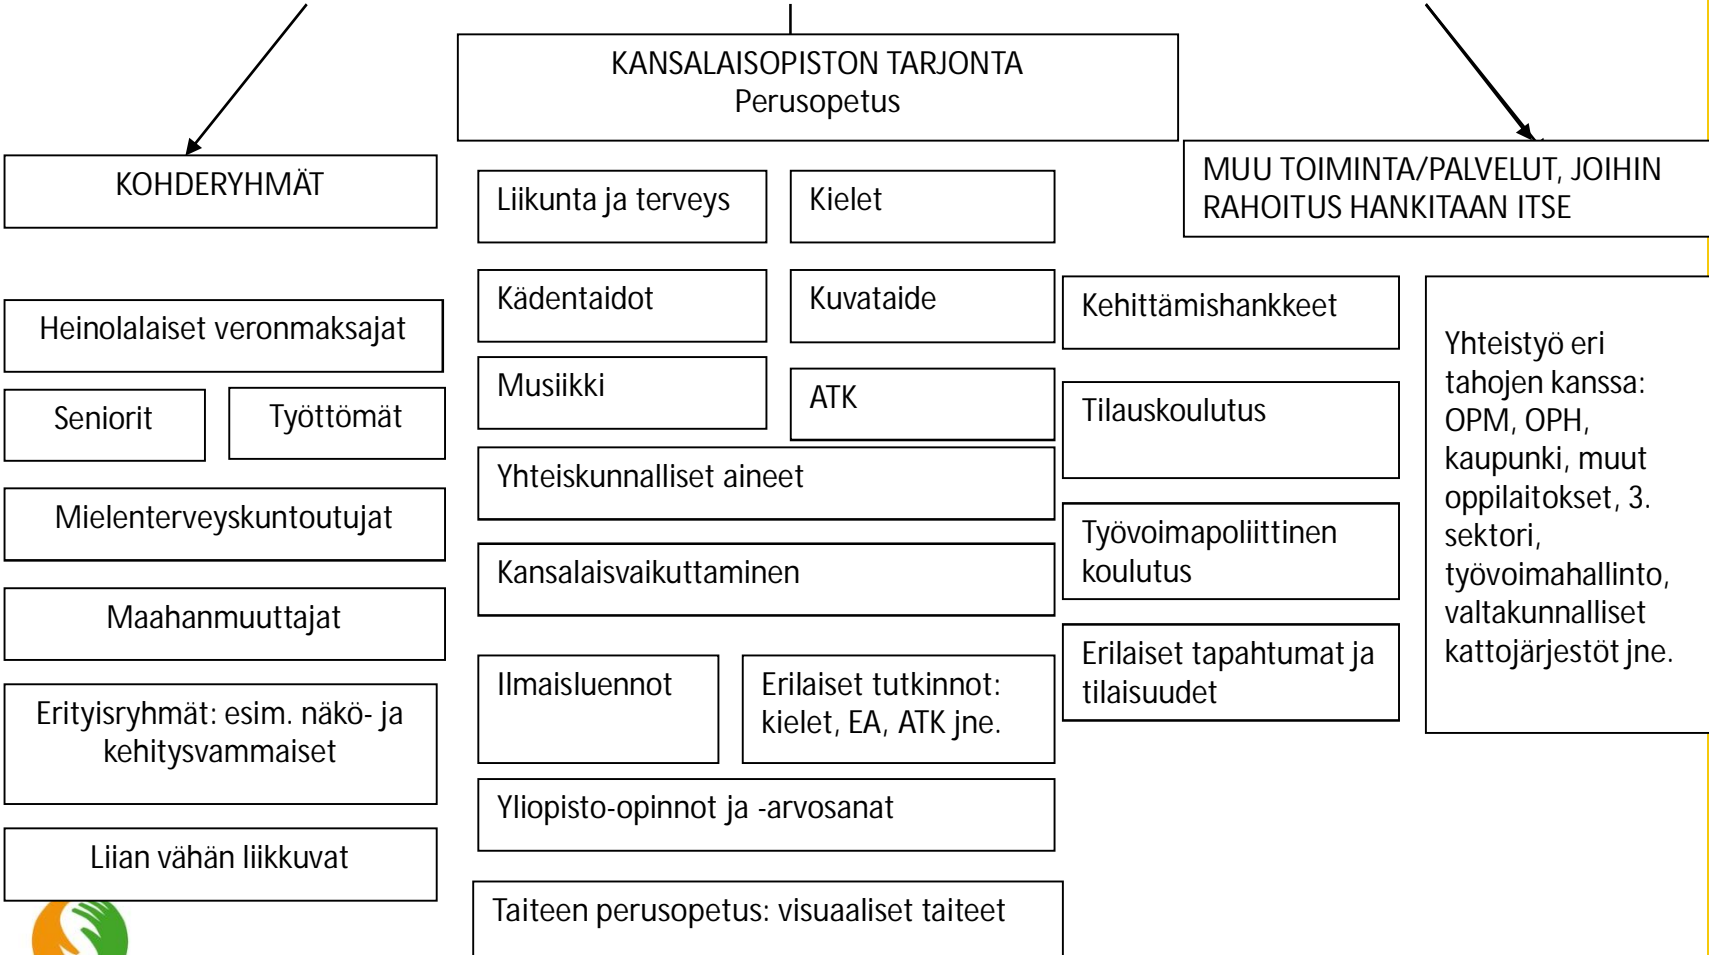 KANSALAISOPISTON TARJONTA
Perusopetus
KOHDERYHMÄT
Heinolalaiset veronmaksajat
Seniorit
Työttömät
Mielenterveyskuntoutujat
Maahanmuuttajat
Erityisryhmät: esim. näkö- ja
kehitysvammaiset
Liian vähän liikkuvat
Liikunta ja terveys
Kielet
Kädentaidot
Kuvataide
Musiikki
ATK
Yhteiskunnalliset aineet
Kansalaisvaikuttaminen
Ilmaisluennot
Erilaiset tutkinnot:
kielet, EA, ATK jne.
Yliopisto-opinnot ja -arvosanat
Taiteen perusopetus: visuaaliset taiteet
MUU TOIMINTA/PALVELUT, JOIHIN
RAHOITUS HANKITAAN ITSE
Kehittämishankkeet
Tilauskoulutus
Työvoimapoliittinen
koulutus
Erilaiset tapahtumat ja
tilaisuudet
Yhteistyö eri
tahojen kanssa:
OPM, OPH,
kaupunki, muut
oppilaitokset, 3.
sektori,
työvoimahallinto,
valtakunnalliset
kattojärjestöt jne.